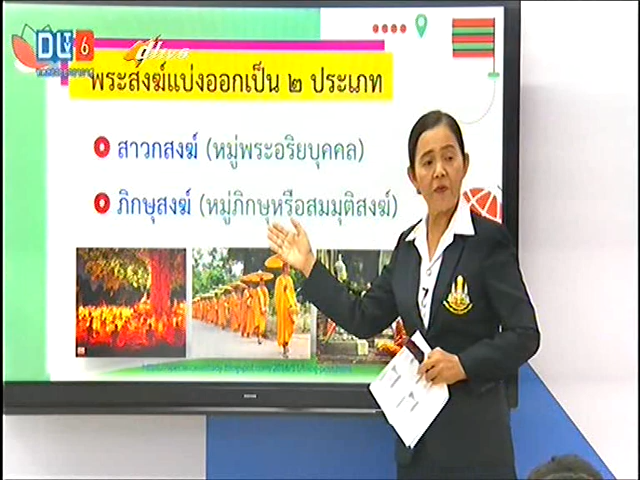 DLTV 6
พระสงฆ์แบ่งออกเป็น ๒ ประเภท
สาวกสงฆ์ (หมู่พระอริยบุคคล)
ภิกษุสงฆ์ (หมู่ภิกษุหรือสมมุติสงฆ์)